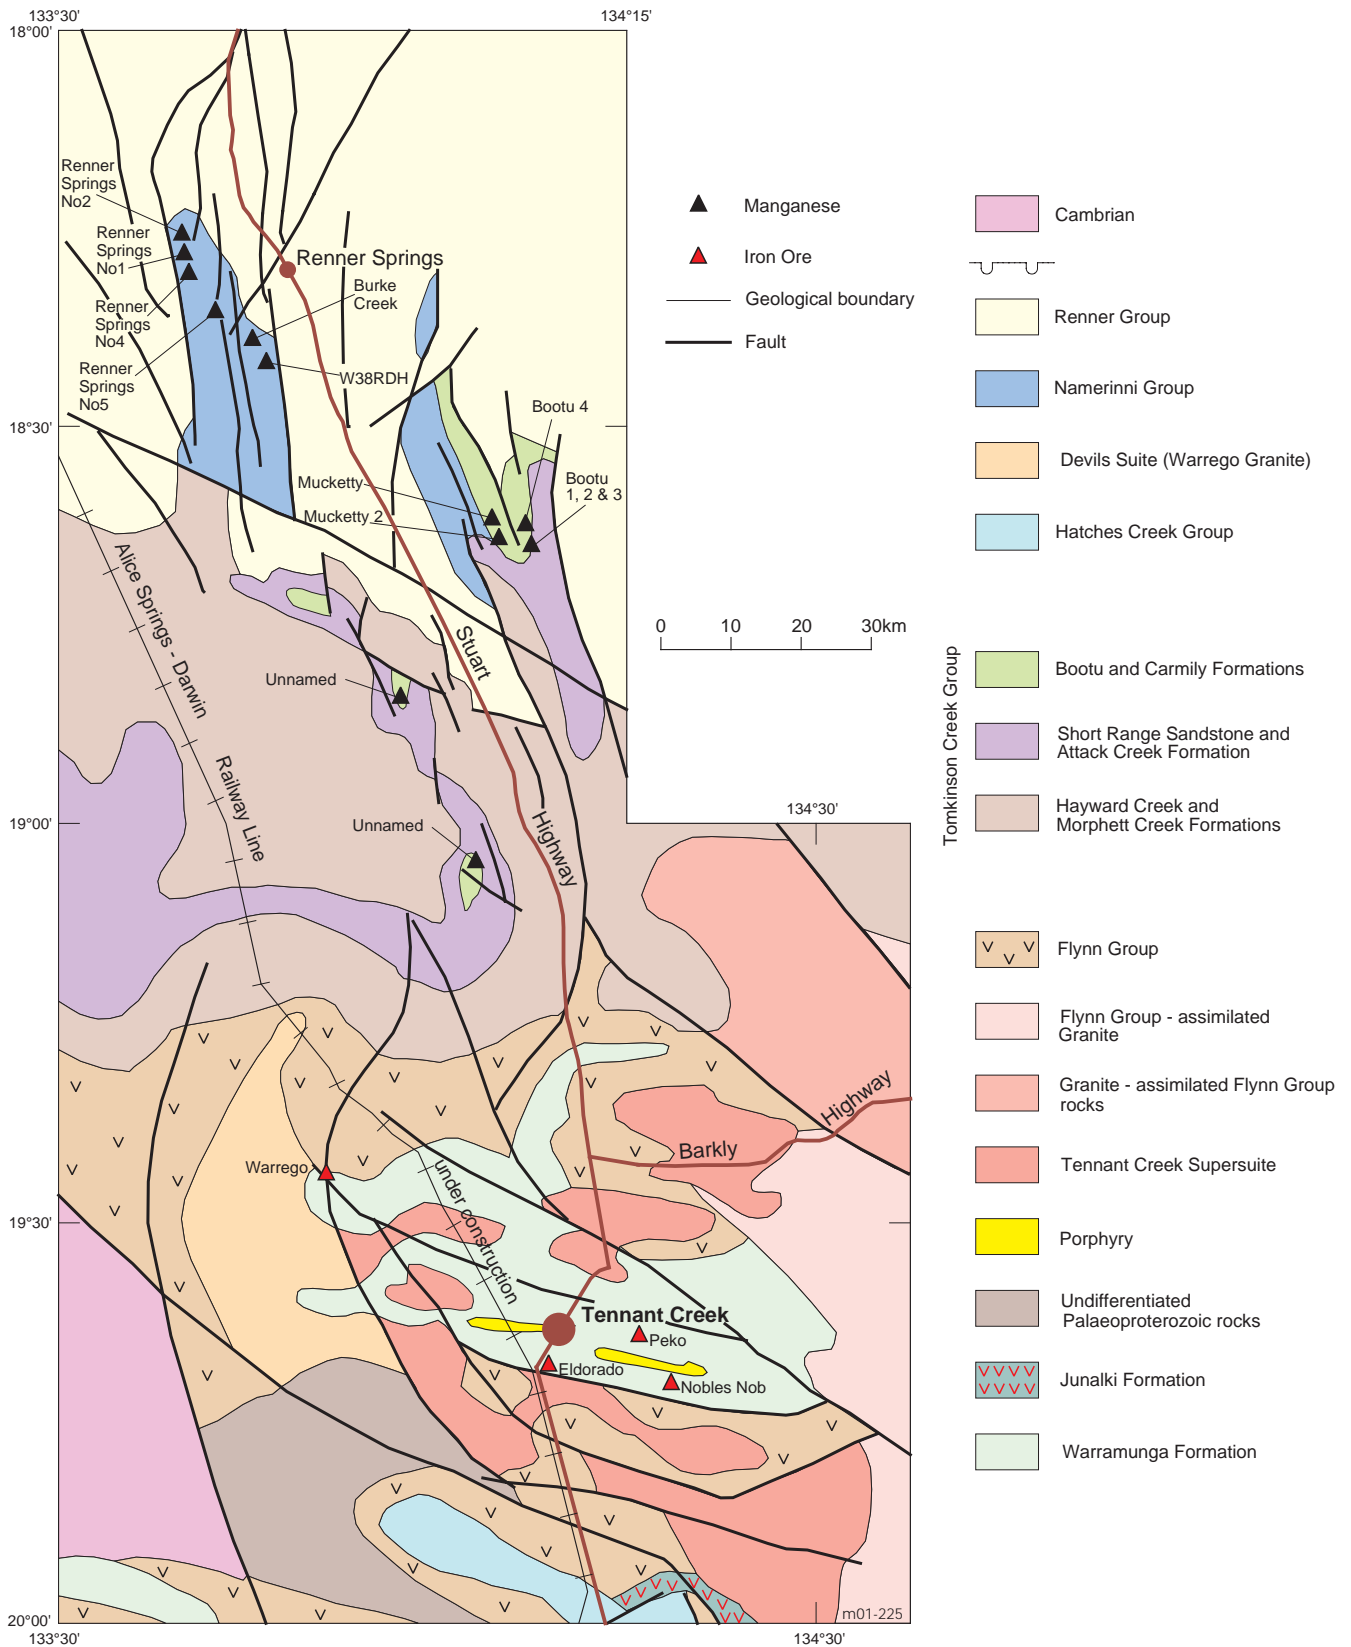 133°30'
134°15'
18°00'
Renner
Springs
No2
Renner
Springs
No1
Renner
Springs
No4
Renner
Springs
No5
Renner Springs
Burke
Creek
W38RDH
18°30'
Bootu 4
Bootu
1, 2 & 3
Mucketty
Mucketty 2
Alice Springs - Darwin
Railway Line
under construction
Stuart
Highway
Unnamed
Unnamed
19°00'
134°30'
Barkly
Highway
Warrego
19°30'
Tennant Creek
Peko
Eldorado
Nobles Nob
m01-225
20°00'
133°30'
134°30'
Manganese
Iron Ore
Geological boundary
Fault
0
10
20
30km
Cambrian
Renner Group
Namerinni Group
Devils Suite (Warrego Granite)
Hatches Creek Group
Tomkinson Creek Group
Bootu and Carmily Formations
Short Range Sandstone and
Attack Creek Formation
Hayward Creek and
Morphett Creek Formations
Flynn Group
Flynn Group - assimilated
Granite
Granite - assimilated Flynn Group
rocks
Tennant Creek Supersuite
Porphyry
Undifferentiated
Palaeoproterozoic rocks
Junalki Formation
Warramunga Formation